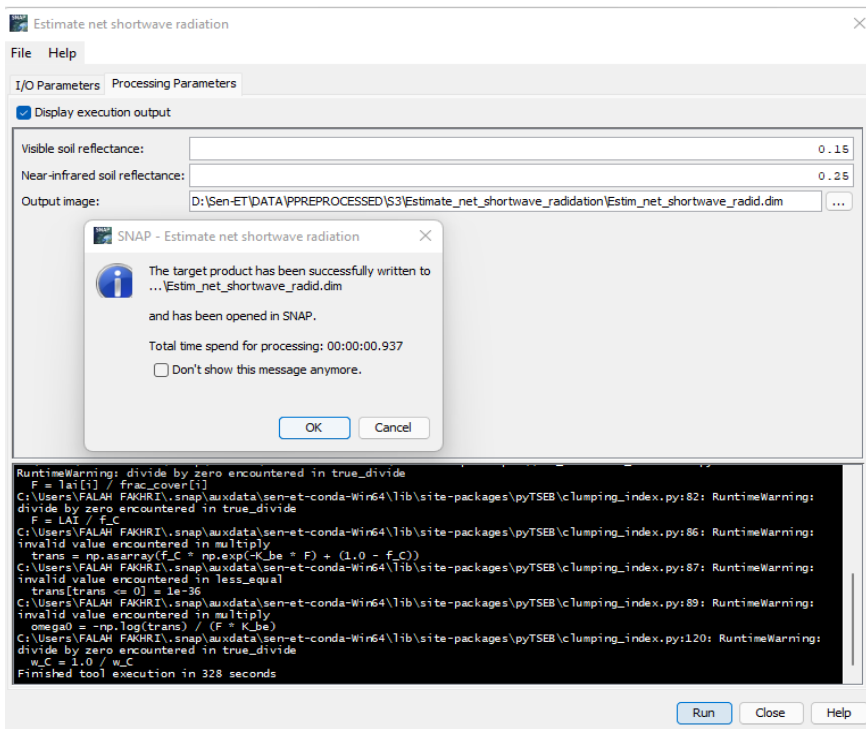 Estimate net shortwave radiation
File Help
I/O Parameters Processing Parameters
Display execution output
Visible soil reflectance: 0.15
Near-infrared soil reflectance: 0.25
Output image: D:\Sen-ET\DATA\PPREPROCESSED\S3\Estimate_net_shortwave_radidation\Estim_net_shortwave_radid.dim ...
SNAP - Estimate net shortwave radiation
The target product has been successfully written to
...\Estim_net_shortwave_radid.dim
and has been opened in SNAP.
Total time spend for processing: 00:00:00.937
Don't show this message anymore.
OK Cancel
RuntimeWarning: divide by zero encountered in true_divide
F = lai[i] / frac_cover[i]
C:\Users\FALAH FAKHRI\.snap\auxdata\sen-et-conda-Win64\lib\site-packages\pyTSEB\clumping_index.py:82: RuntimeWarning:
divide by zero encountered in true_divide
F = LAI / f_C
C:\Users\FALAH FAKHRI\.snap\auxdata\sen-et-conda-Win64\lib\site-packages\pyTSEB\clumping_index.py:86: RuntimeWarning:
invalid value encountered in multiply
trans = np.asarray(f_C * np.exp(-K_be * F) + (1.0 - f_C))
C:\Users\FALAH FAKHRI\.snap\auxdata\sen-et-conda-Win64\lib\site-packages\pyTSEB\clumping_index.py:87: RuntimeWarning:
invalid value encountered in less_equal
trans[trans <= 0] = 1e-36
C:\Users\FALAH FAKHRI\.snap\auxdata\sen-et-conda-Win64\lib\site-packages\pyTSEB\clumping_index.py:89: RuntimeWarning:
invalid value encountered in multiply
omega0 = -np.log(trans) / (F * K_be)
C:\Users\FALAH FAKHRI\.snap\auxdata\sen-et-conda-Win64\lib\site-packages\pyTSEB\clumping_index.py:120: RuntimeWarning:
divide by zero encountered in true_divide
w_C = 1.0 / w_C
Finished tool execution in 328 seconds
Run Close Help